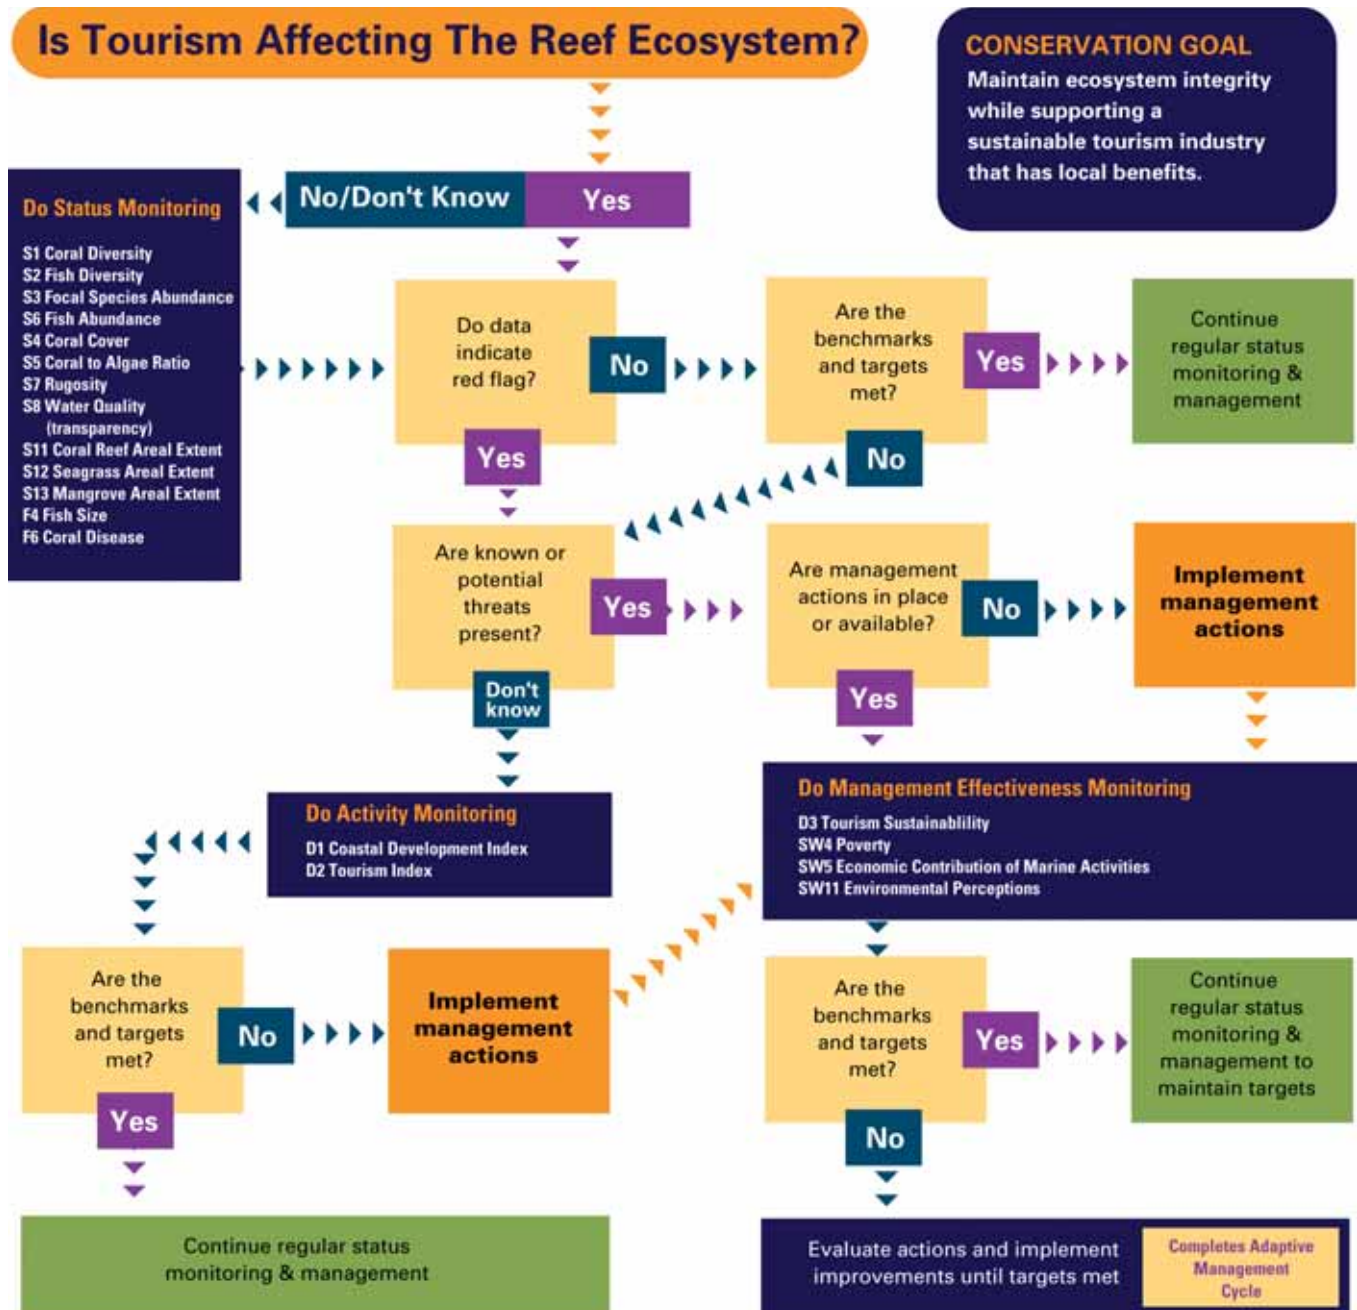 Is Tourism Affecting The Reef Ecosystem?
CONSERVATION GOAL
Maintain ecosystem integrity
while supporting a
sustainable tourism industry
that has local benefits.
No/Don't Know
Yes
Do Status Monitoring
S1 Coral Diversity
S2 Fish Diversity
S3 Focal Species Abundance
S6 Fish Abundance
S4 Coral Cover
S5 Coral to Algae Ratio
S7 Rugosity
S8 Water Quality
(transparency)
S11 Coral Reef Areal Extent
S12 Seagrass Areal Extent
S13 Mangrove Areal Extent
F4 Fish Size
F6 Coral Disease
Do data
indicate
red flag?
No
Yes
Are the
benchmarks
and targets
met?
Yes
No
Continue
regular status
monitoring &
management
Are known or
potential
threats
present?
Yes
Don't
know
Are management
actions in place
or available?
No
Yes
Implement
management
actions
Do Activity Monitoring
D1 Coastal Development Index
D2 Tourism Index
Do Management Effectiveness Monitoring
D3 Tourism Sustainablility
SW4 Poverty
SW5 Economic Contribution of Marine Activities
SW11 Environmental Perceptions
Are the
benchmarks
and targets
met?
No
Yes
Implement
management
actions
Are the
benchmarks
and targets
met?
Yes
No
Continue
regular status
monitoring &
management to
maintain targets
Continue regular status
monitoring & management
Evaluate actions and implement
improvements until targets met
Completes Adaptive
Management
Cycle